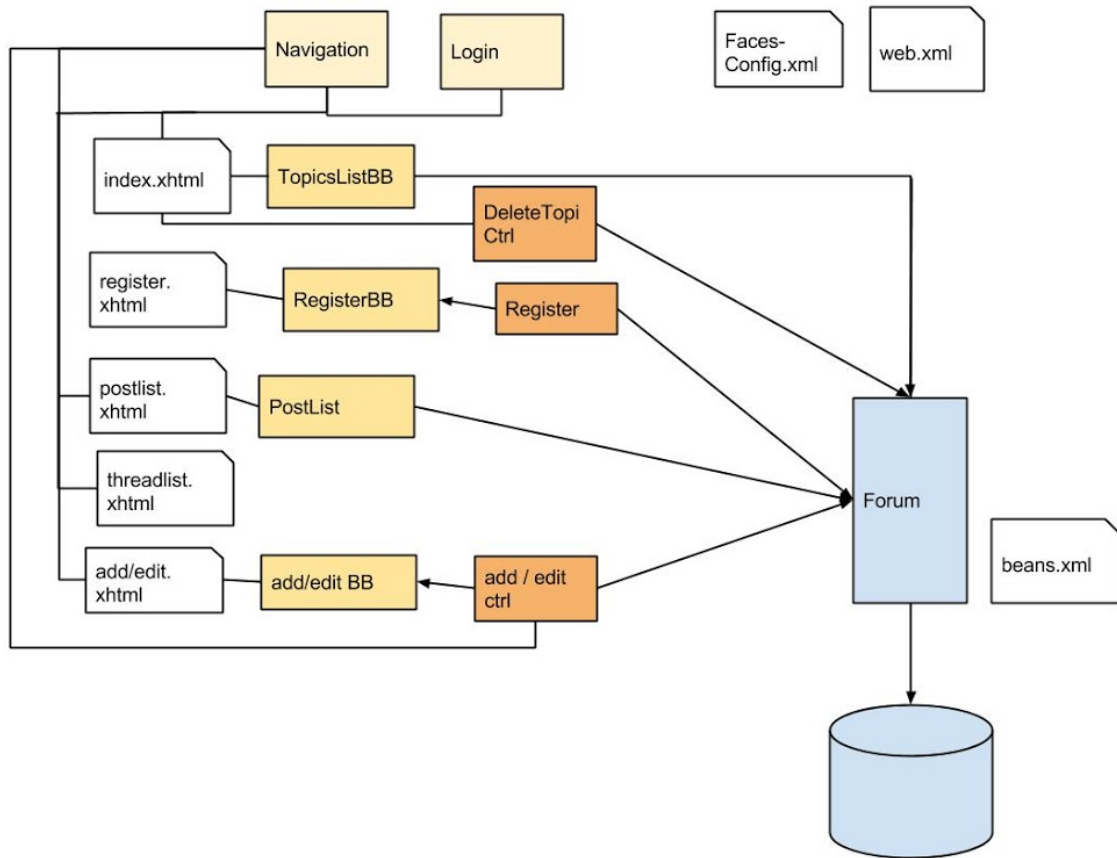 Navigation
Login
Faces-
Config.xml
web.xml
index.xhtml
TopicsListBB
DeleteTopi
Ctrl
register.
xhtml
RegisterBB
Register
postlist.
xhtml
PostList
threadlist.
xhtml
Forum
add/edit.
xhtml
add/edit BB
add / edit
ctrl
beans.xml